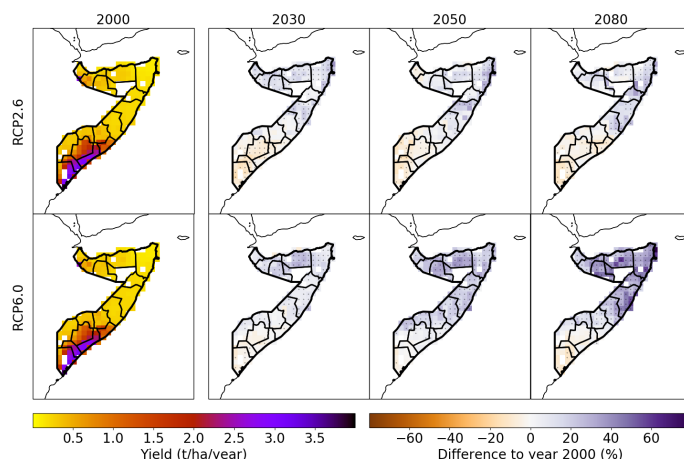 2000 2030 2050 2080
RCP2.6
RCP6.0
0.5 1.0 1.5 2.0 2.5 3.0 3.5 −60 −40 −20 0 20 40 60
Yield (t/ha/year) Difference to year 2000 (%)